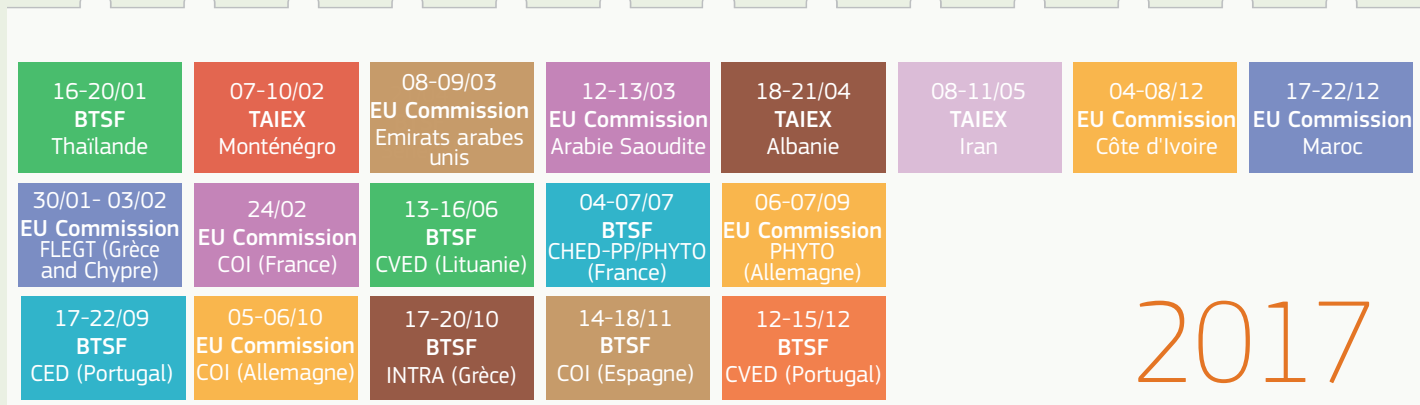 16-20/01
BTSF
Thaïlande
07-10/02
TAIEX
Monténégro
08-09/03
EU Commission
Emirats arabes
unis
12-13/03
EU Commission
Arabie Saoudite
18-21/04
TAIEX
Albanie
08-11/05
TAIEX
Iran
04-08/12
EU Commission
Côte d'Ivoire
17-22/12
EU Commission
Maroc
30/01- 03/02
EU Commission
FLEGT (Grèce
and Chypre)
24/02
EU Commission
COI (France)
13-16/06
BTSF
CVED (Lituanie)
04-07/07
BTSF
CHED-PP/PHYTO
(France)
06-07/09
EU Commission
PHYTO
(Allemagne)
17-22/09
BTSF
CED (Portugal)
05-06/10
EU Commission
COI (Allemagne)
17-20/10
BTSF
INTRA (Grèce)
14-18/11
BTSF
COI (Espagne)
12-15/12
BTSF
CVED (Portugal)
2017